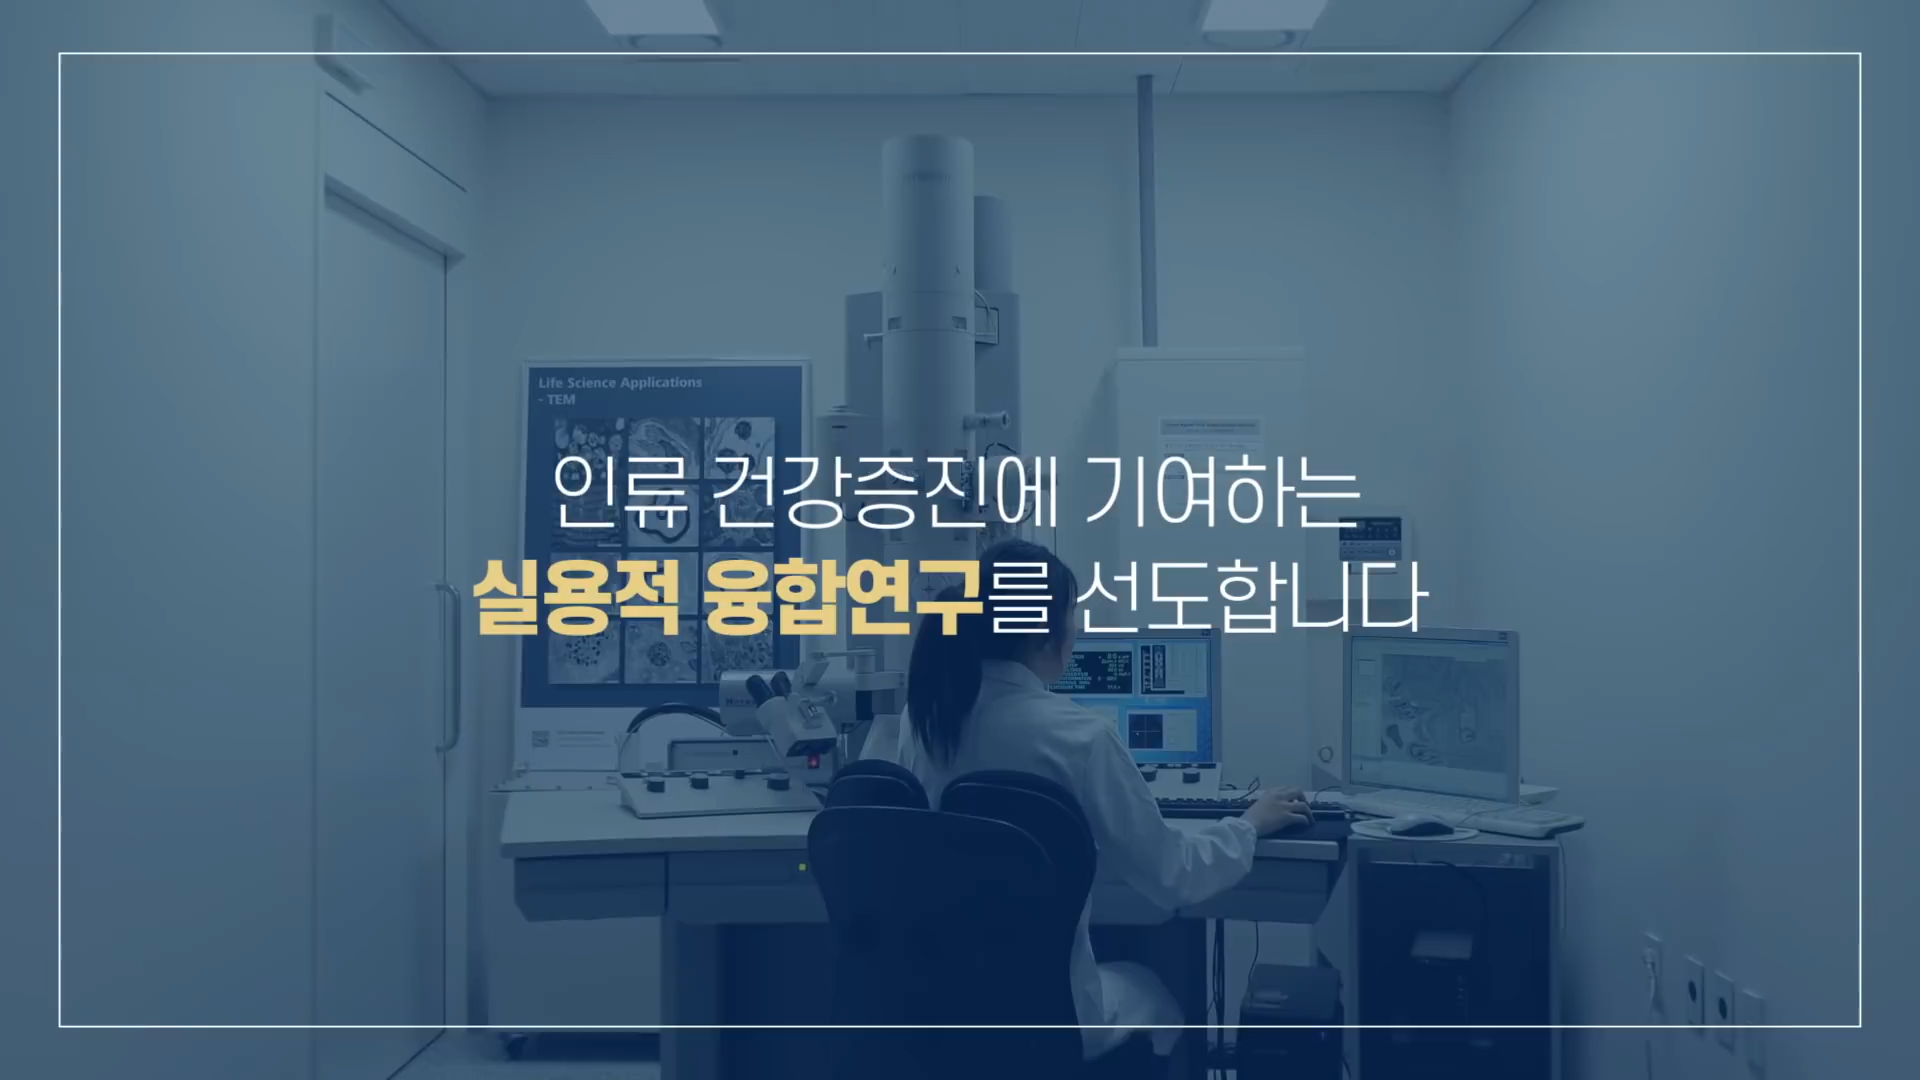 Life Science Applications
- TEM
인류 건강증진에 기여하는
실용적 융합연구를 선도합니다